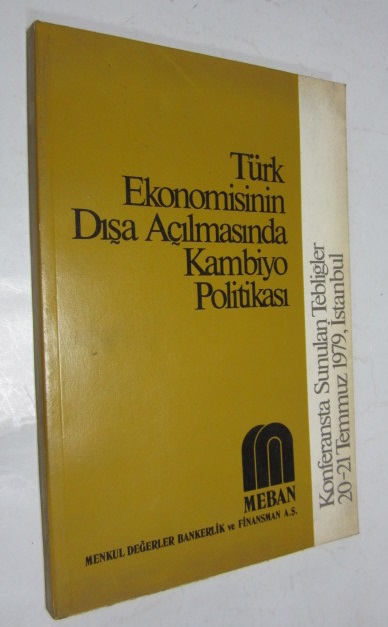 Türk
Ekonomisinin
Dışa Açılmasında
Kambiyo
Politikası
Konferansta Sunulan Tebligler
20-21 Temmuz 1979, İstanbul
MEBAN
MENKUL DEĞERLER BANKERLİK ve FİNANSMAN A.Ş.